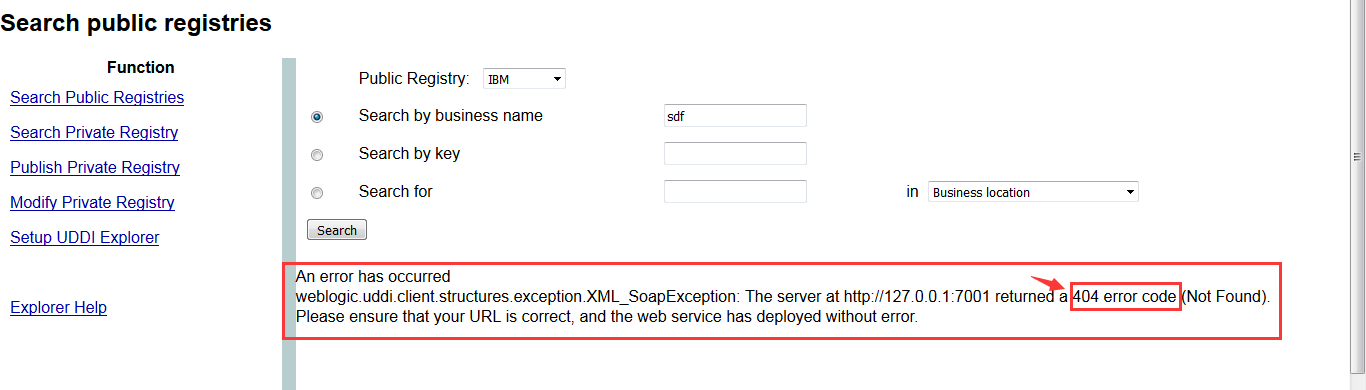 Search public registries
Function
Search Public Registries
Search Private Registry
Publish Private Registry
Modify Private Registry
Setup UDDI Explorer
Explorer Help
Public Registry: IBM
Search by business name sdf
Search by key
Search for in Business location
Search
An error has occurred
weblogic.uddi.client.structures.exception.XML_SoapException: The server at http://127.0.0.1:7001 returned a 404 error code (Not Found).
Please ensure that your URL is correct, and the web service has deployed without error.